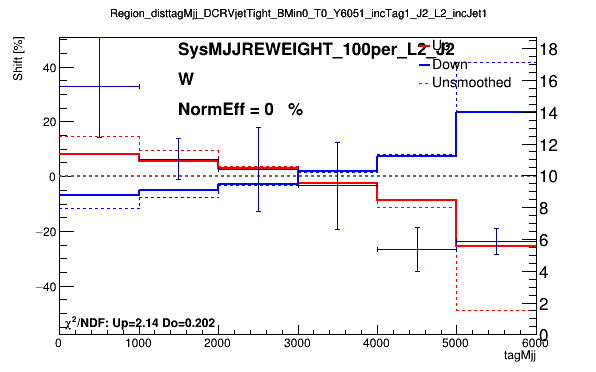 Region_disttagMjj_DCRVjetTight_BMin0_T0_Y6051_incTag1_J2_L2_incJet1
Shift [%]
SysMJJREWEIGHT_100per_L2_J2
W
NormEff = 0 %
Up
Down
Unsmoothed
40
20
0
−20
−40
18
16
14
12
10
8
6
4
2
0
χ²/NDF: Up=2.14 Do=0.202
0 1000 2000 3000 4000 5000 6000
tagMjj